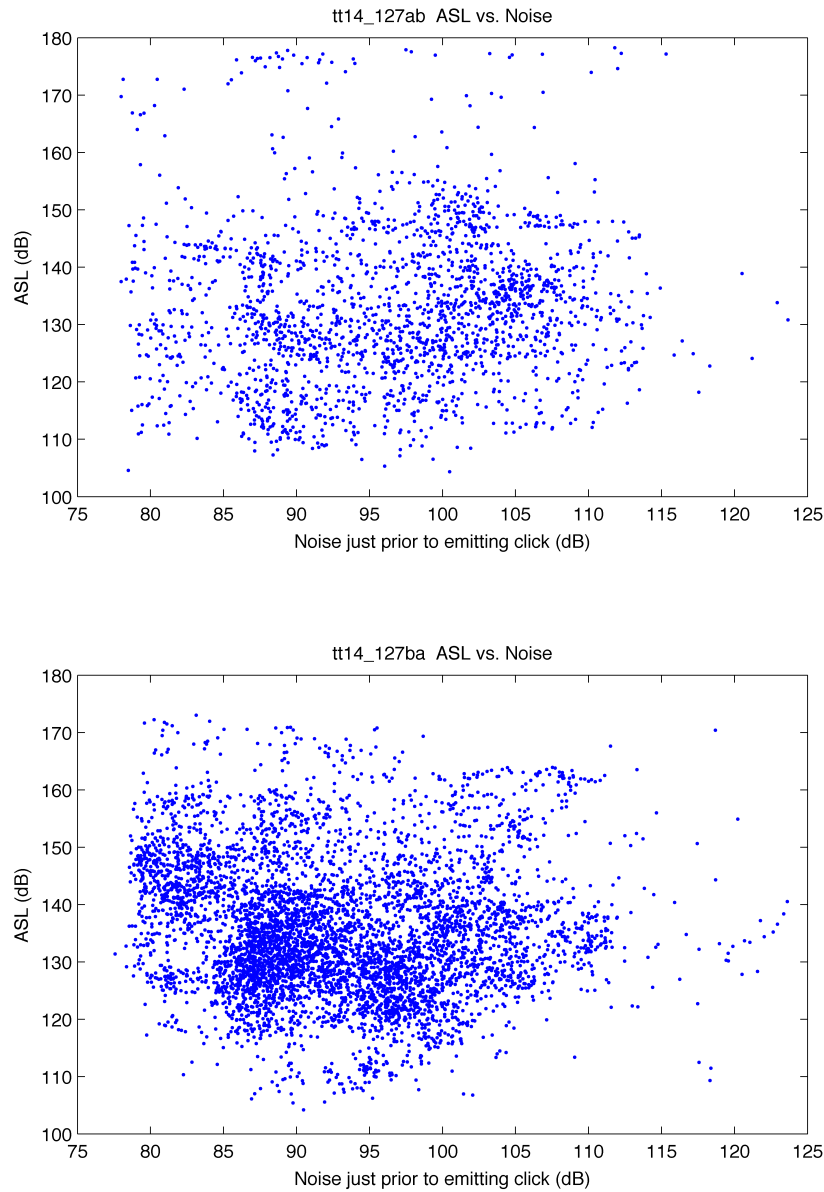 tt14_127ab ASL vs. Noise
180
170
160
150
140
130
120
110
100
ASL (dB)
75 80 85 90 95 100 105 110 115 120 125
Noise just prior to emitting click (dB)
tt14_127ba ASL vs. Noise
180
170
160
150
140
130
120
110
100
ASL (dB)
75 80 85 90 95 100 105 110 115 120 125
Noise just prior to emitting click (dB)